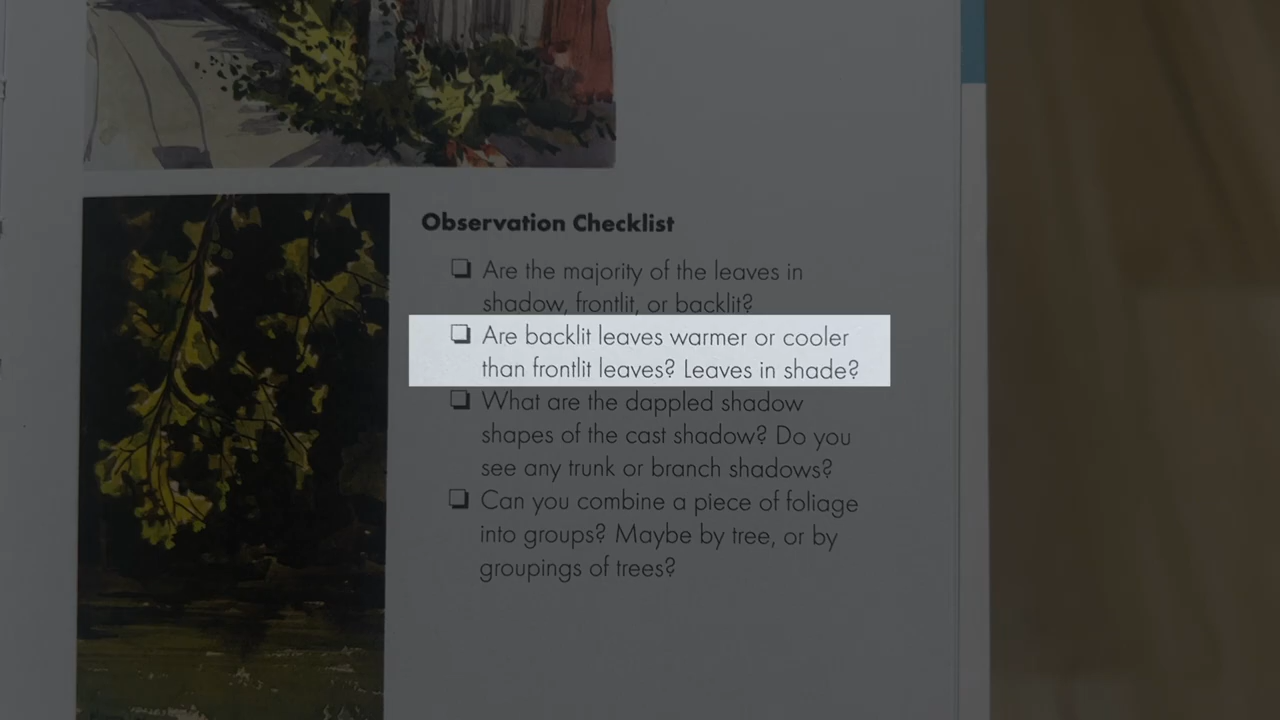 Observation Checklist
❑ Are the majority of the leaves in
shadow, frontlit, or backlit?
❑ Are backlit leaves warmer or cooler
than frontlit leaves? Leaves in shade?
❑ What are the dappled shadow
shapes of the cast shadow? Do you
see any trunk or branch shadows?
❑ Can you combine a piece of foliage
into groups? Maybe by tree, or by
groupings of trees?